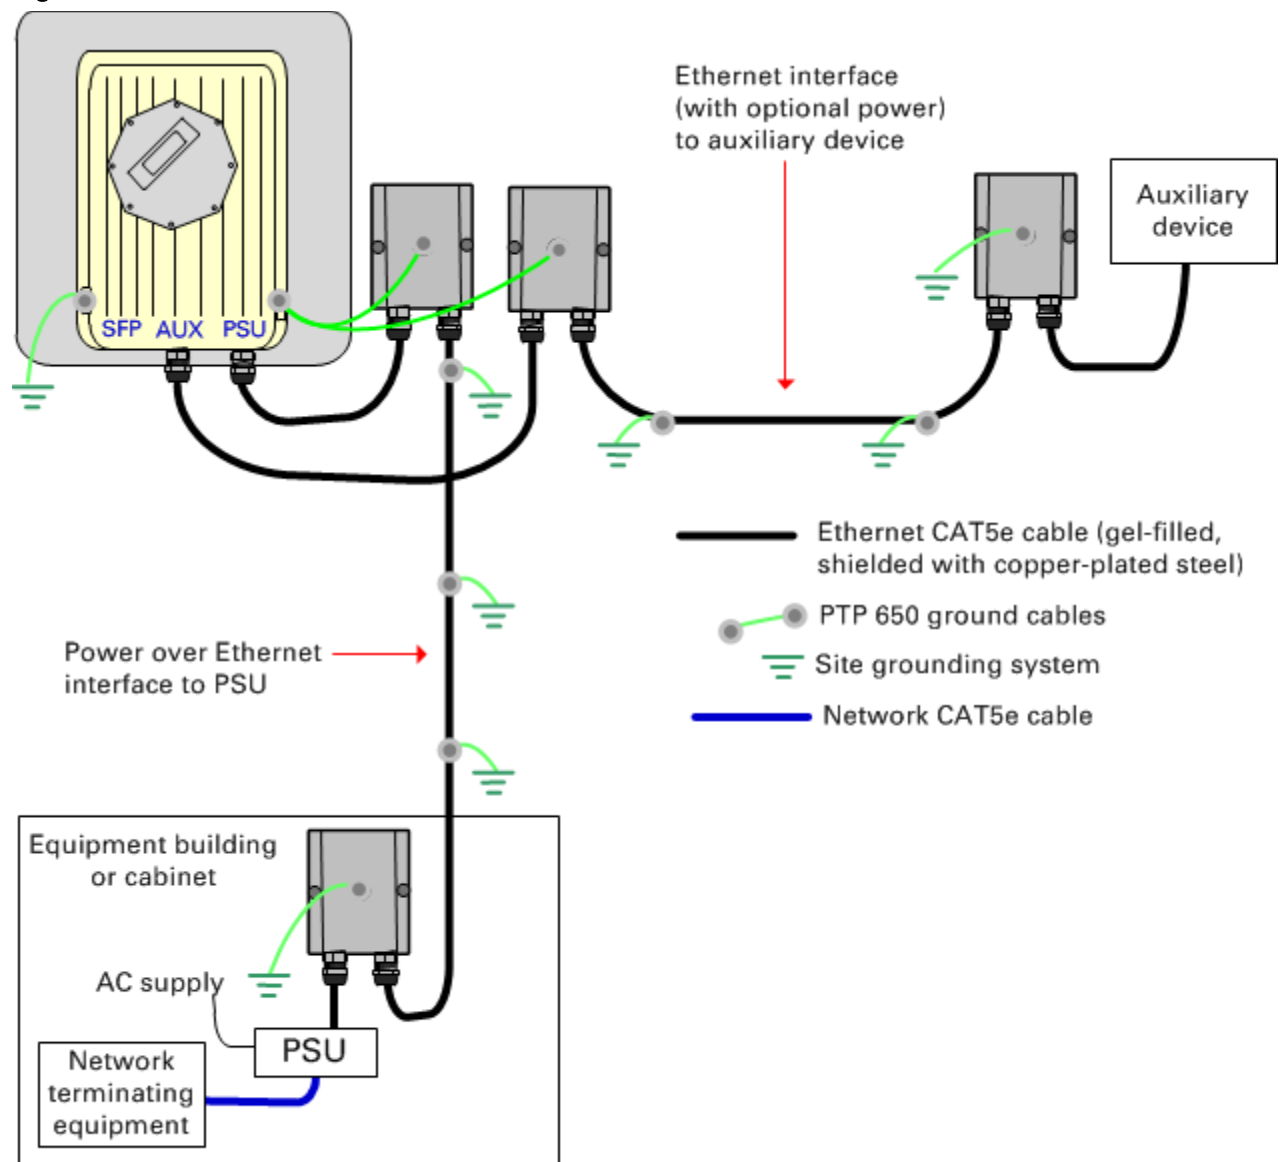 Ethernet interface
(with optional power)
to auxiliary device
Auxiliary
device
SFP AUX PSU
Ethernet CAT5e cable (gel-filled,
shielded with copper-plated steel)
PTP 650 ground cables
Site grounding system
Network CAT5e cable
Power over Ethernet
interface to PSU
Equipment building
or cabinet
AC supply
PSU
Network
terminating
equipment